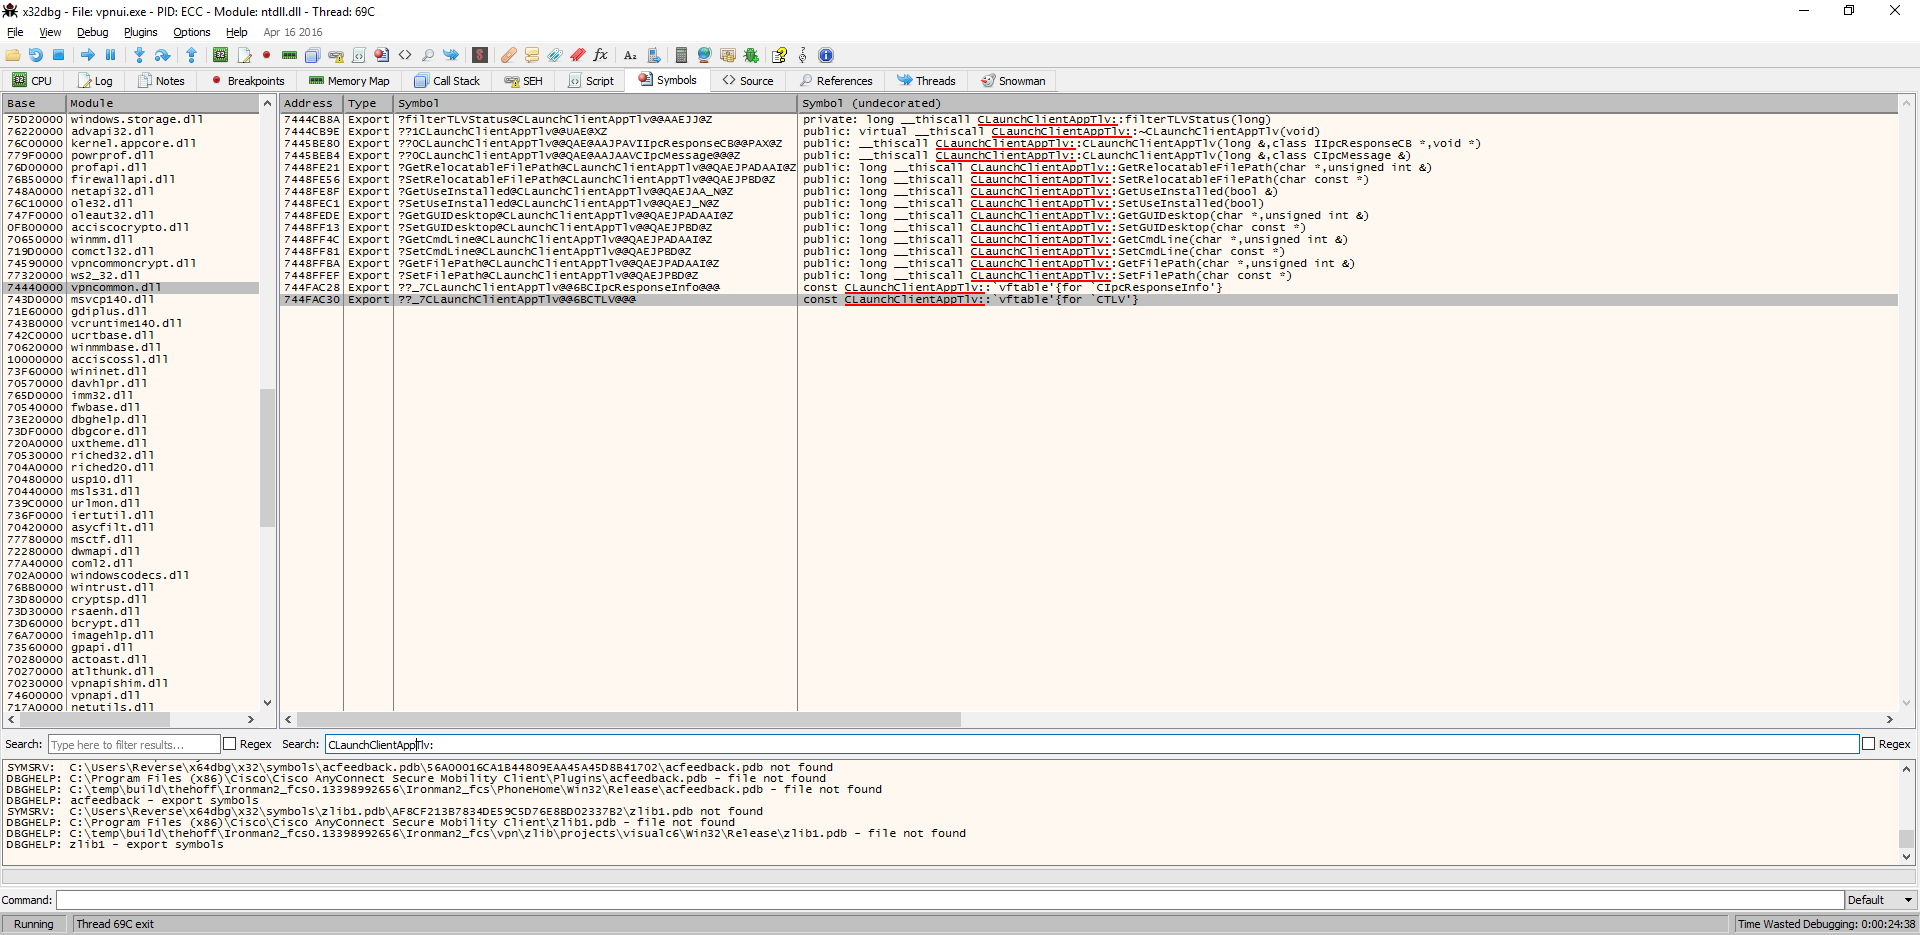 x32dbg - File: vpnui.exe - PID: ECC - Module: ntdll.dll - Thread: 69C
File View Debug Plugins Options Help Apr 16 2016
CPU Log Notes Breakpoints Memory Map Call Stack SEH Script Symbols Source References Threads Snowman
Base Module
75D20000 windows.storage.dll
76220000 advapi32.dll
76C00000 kernel.appcore.dll
779F0000 powrprof.dll
76D00000 profapi.dll
76B50000 firewallapi.dll
748A0000 netapi32.dll
76C10000 ole32.dll
747F0000 oleaut32.dll
0FB00000 acciscocrypto.dll
70650000 winmm.dll
719D0000 comctl32.dll
74590000 vpncommoncrypt.dll
77320000 ws2_32.dll
74440000 vpncommon.dll
743D0000 msvcp140.dll
71E60000 gdiplus.dll
743B0000 vcruntime140.dll
742C0000 ucrtbase.dll
70620000 winmmbase.dll
10000000 acciscossl.dll
73F60000 wininet.dll
70570000 davhlpr.dll
765D0000 imm32.dll
70540000 fwbase.dll
73E20000 dbghelp.dll
73DF0000 dbgcore.dll
720A0000 uxtheme.dll
70530000 riched32.dll
704A0000 riched20.dll
70480000 usp10.dll
70440000 msls31.dll
739C0000 urlmon.dll
736F0000 iertutil.dll
70420000 asycfilt.dll
77780000 msctf.dll
72280000 dwmapi.dll
77A40000 coml2.dll
702A0000 windowscodecs.dll
76BB0000 wintrust.dll
73D80000 cryptsp.dll
73D30000 rsaenh.dll
73D60000 bcrypt.dll
76A70000 imagehlp.dll
73560000 gpapi.dll
70280000 actoast.dll
70270000 atlthunk.dll
70230000 vpnapishim.dll
74600000 vpnapi.dll
717A0000 netutils.dll
Address Type Symbol Symbol (undecorated)
7444CB8A Export ?filterTLVStatus@CLaunchClientAppTlv@@AAEJJ@Z private: long __thiscall CLaunchClientAppTlv::filterTLVStatus(long)
7444CB9E Export ??1CLaunchClientAppTlv@@UAE@XZ public: virtual __thiscall CLaunchClientAppTlv::~CLaunchClientAppTlv(void)
7445BE80 Export ??0CLaunchClientAppTlv@@QAE@AAJPAVIIpcResponseCB@@PAX@Z public: __thiscall CLaunchClientAppTlv::CLaunchClientAppTlv(long &,class IIpcResponseCB *,void *)
7445BEB4 Export ??0CLaunchClientAppTlv@@QAE@AAJAAVCIpcMessage@@@Z public: __thiscall CLaunchClientAppTlv::CLaunchClientAppTlv(long &,class CIpcMessage &)
7448FE21 Export ?GetRelocatableFilePath@CLaunchClientAppTlv@@QAEJPADAAI@Z public: long __thiscall CLaunchClientAppTlv::GetRelocatableFilePath(char *,unsigned int &)
7448FE56 Export ?SetRelocatableFilePath@CLaunchClientAppTlv@@QAEJPBD@Z public: long __thiscall CLaunchClientAppTlv::SetRelocatableFilePath(char const *)
7448FE8F Export ?GetUseInstalled@CLaunchClientAppTlv@@QAEJAA_N@Z public: long __thiscall CLaunchClientAppTlv::GetUseInstalled(bool &)
7448FEC1 Export ?SetUseInstalled@CLaunchClientAppTlv@@QAEJ_N@Z public: long __thiscall CLaunchClientAppTlv::SetUseInstalled(bool)
7448FEDE Export ?GetGUIDesktop@CLaunchClientAppTlv@@QAEJPADAAI@Z public: long __thiscall CLaunchClientAppTlv::GetGUIDesktop(char *,unsigned int &)
7448FF13 Export ?SetGUIDesktop@CLaunchClientAppTlv@@QAEJPBD@Z public: long __thiscall CLaunchClientAppTlv::SetGUIDesktop(char const *)
7448FF4C Export ?GetCmdLine@CLaunchClientAppTlv@@QAEJPADAAI@Z public: long __thiscall CLaunchClientAppTlv::GetCmdLine(char *,unsigned int &)
7448FF81 Export ?SetCmdLine@CLaunchClientAppTlv@@QAEJPBD@Z public: long __thiscall CLaunchClientAppTlv::SetCmdLine(char const *)
7448FFBA Export ?GetFilePath@CLaunchClientAppTlv@@QAEJPADAAI@Z public: long __thiscall CLaunchClientAppTlv::GetFilePath(char *,unsigned int &)
7448FFEF Export ?SetFilePath@CLaunchClientAppTlv@@QAEJPBD@Z public: long __thiscall CLaunchClientAppTlv::SetFilePath(char const *)
744FAC28 Export ??_7CLaunchClientAppTlv@@6BCIpcResponseInfo@@@ const CLaunchClientAppTlv::`vftable'{for `CIpcResponseInfo'}
744FAC30 Export ??_7CLaunchClientAppTlv@@6BCTLV@@@ const CLaunchClientAppTlv::`vftable'{for `CTLV'}
Search: Type here to filter results... Regex Search: CLaunchClientAppTlv: Regex
SYMSRV: C:\Users\Reverse\x64dbg\x32\symbols\acfeedback.pdb\56A00016CA1B44809EAA45A45D8B41702\acfeedback.pdb not found
DBGHELP: C:\Program Files (x86)\Cisco\Cisco AnyConnect Secure Mobility Client\Plugins\acfeedback.pdb - file not found
DBGHELP: C:\temp\build\thehoff\Ironman2_fcs0.13398992656\Ironman2_fcs\PhoneHome\Win32\Release\acfeedback.pdb - file not found
DBGHELP: acfeedback - export symbols
SYMSRV: C:\Users\Reverse\x64dbg\x32\symbols\zlib1.pdb\AF8CF213B7834DE59C5D76E8BD02337B2\zlib1.pdb not found
DBGHELP: C:\Program Files (x86)\Cisco\Cisco AnyConnect Secure Mobility Client\zlib1.pdb - file not found
DBGHELP: C:\temp\build\thehoff\Ironman2_fcs0.13398992656\Ironman2_fcs\vpn\zlib\projects\visualc6\Win32\Release\zlib1.pdb - file not found
DBGHELP: zlib1 - export symbols
Command: Default
Running Thread 69C exit Time Wasted Debugging: 0:00:24:38